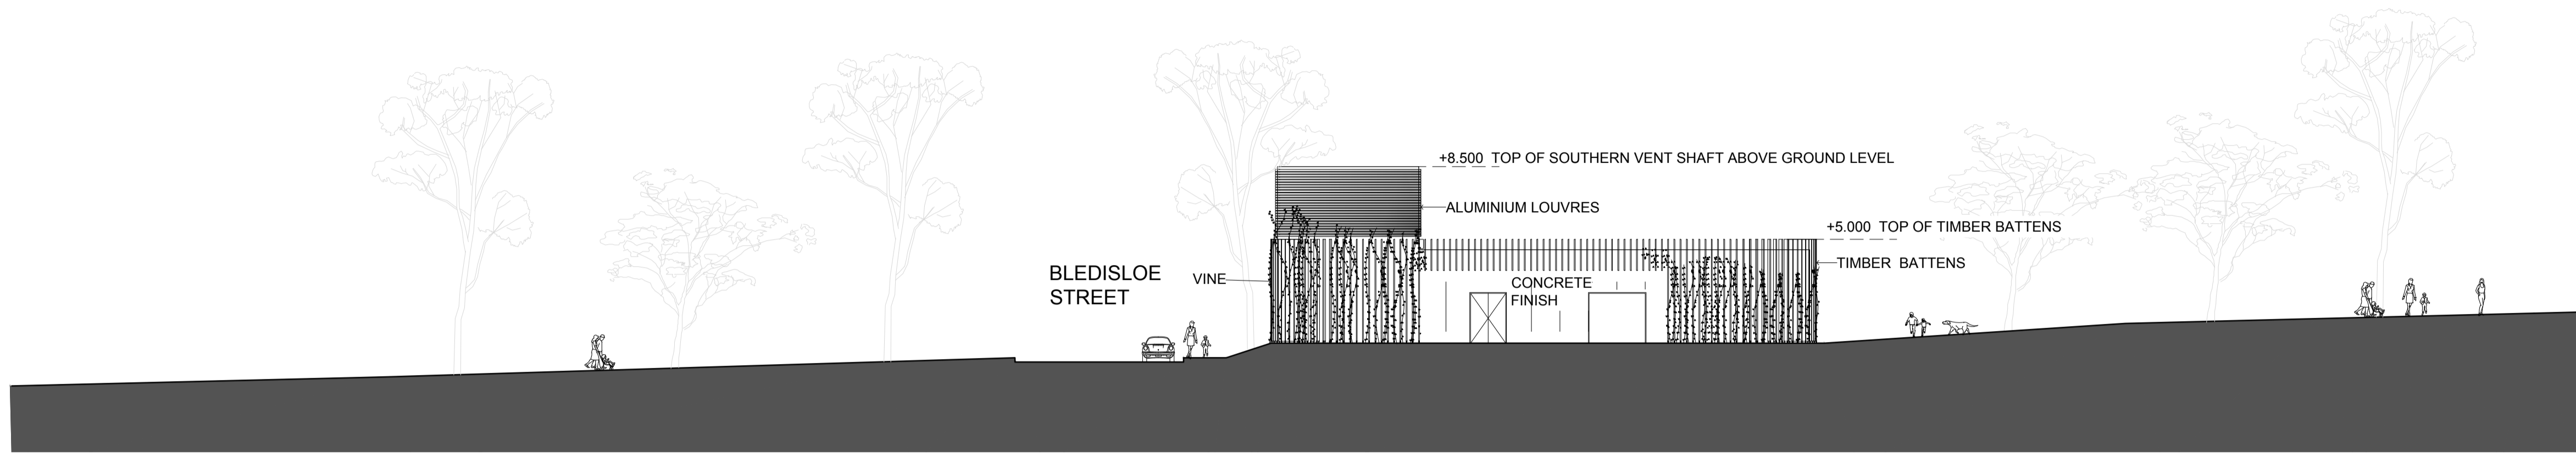 +8.500 TOP OF SOUTHERN VENT SHAFT ABOVE GROUND LEVEL
ALUMINIUM LOUVRES
+5.000 TOP OF TIMBER BATTENS
TIMBER BATTENS
BLEDISLOE
STREET
VINE
CONCRETE
FINISH